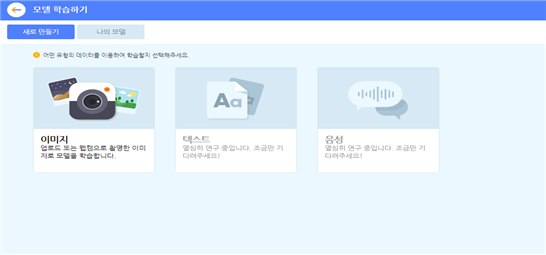 모델 학습하기
새로 만들기
나의 모델
어떤 유형의 데이터를 이용하여 학습할지 선택해주세요.
Aa
이미지
업로드 또는 웹캠으로 촬영한 이미
지로 모델을 학습합니다.
텍스트
열심히 연구 중입니다. 조금만 기
다려주세요!
음성
열심히 연구 중입니다. 조금만 기
다려주세요!